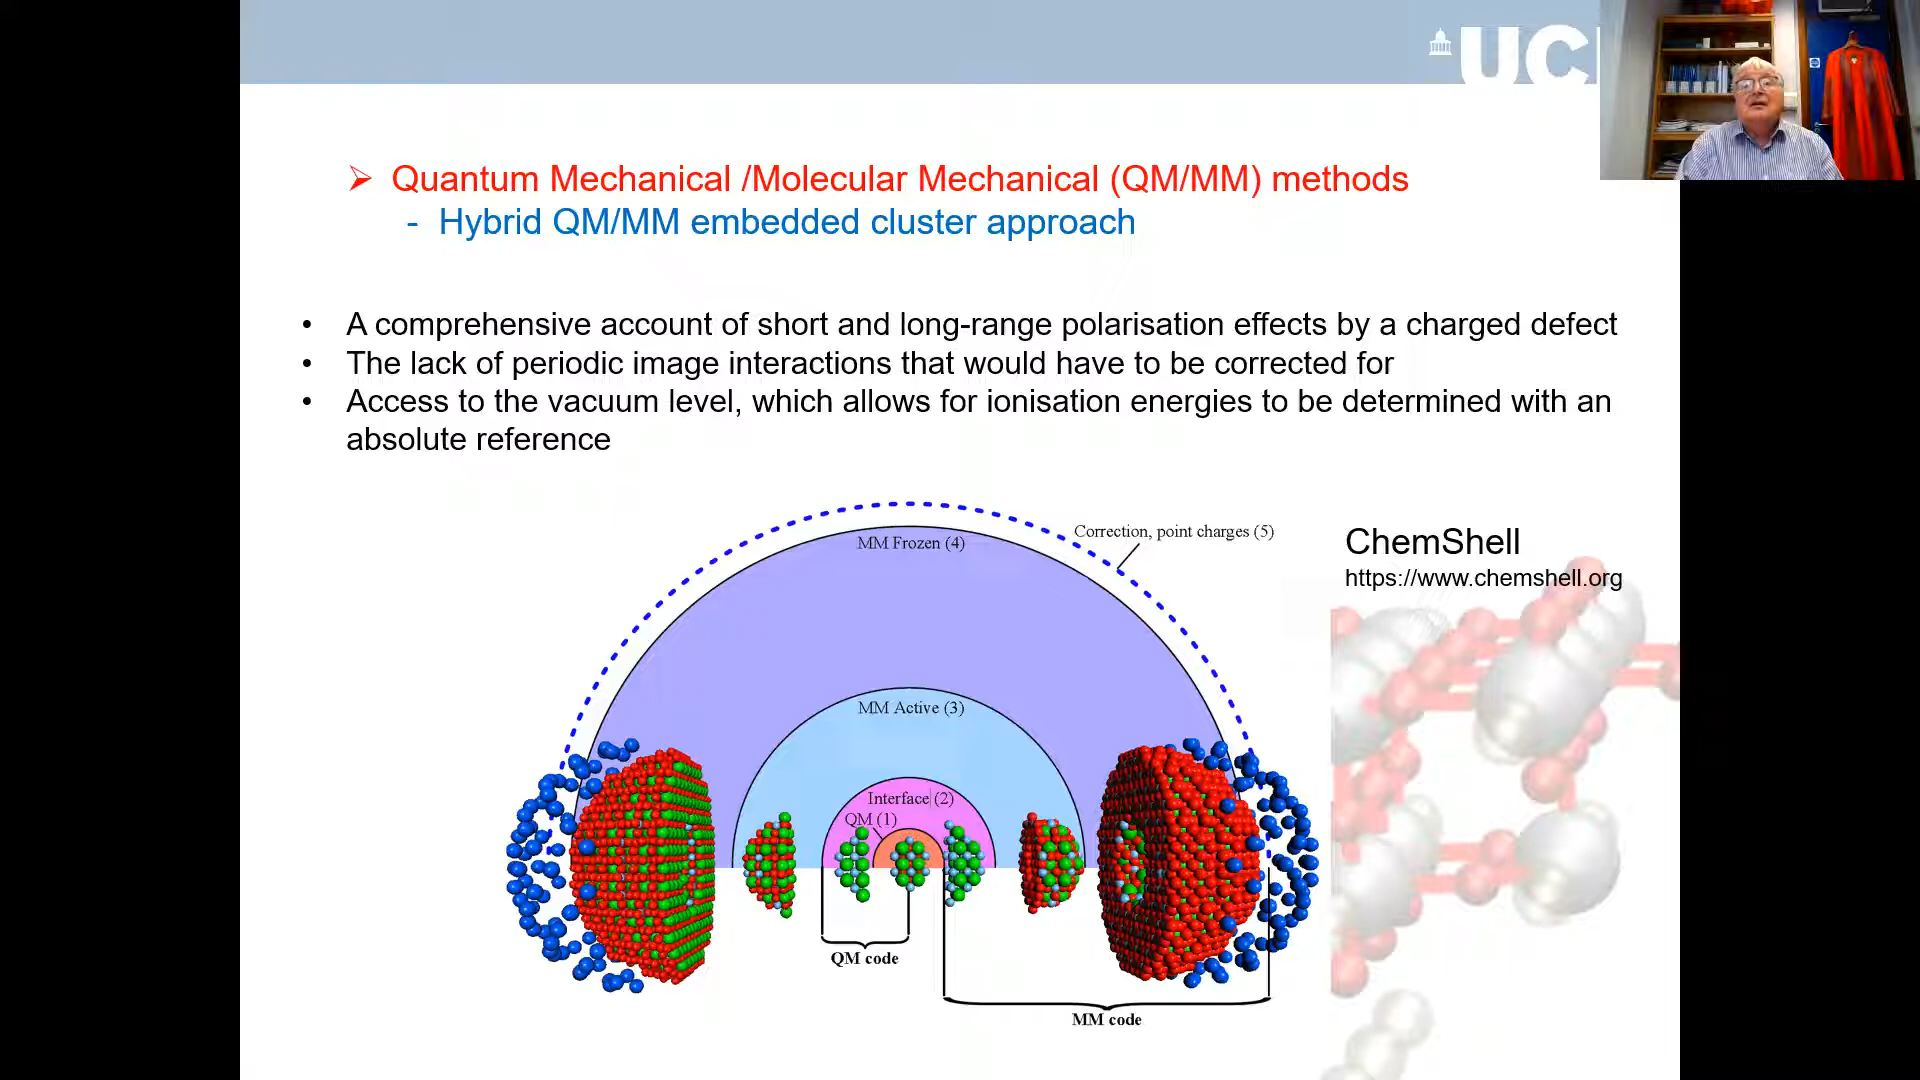 UC
➢ Quantum Mechanical /Molecular Mechanical (QM/MM) methods
- Hybrid QM/MM embedded cluster approach
• A comprehensive account of short and long-range polarisation effects by a charged defect
• The lack of periodic image interactions that would have to be corrected for
• Access to the vacuum level, which allows for ionisation energies to be determined with an
absolute reference
Correction, point charges (5)
MM Frozen (4)
ChemShell
https://www.chemshell.org
MM Active (3)
Interface (2)
QM (1)
QM code
MM code